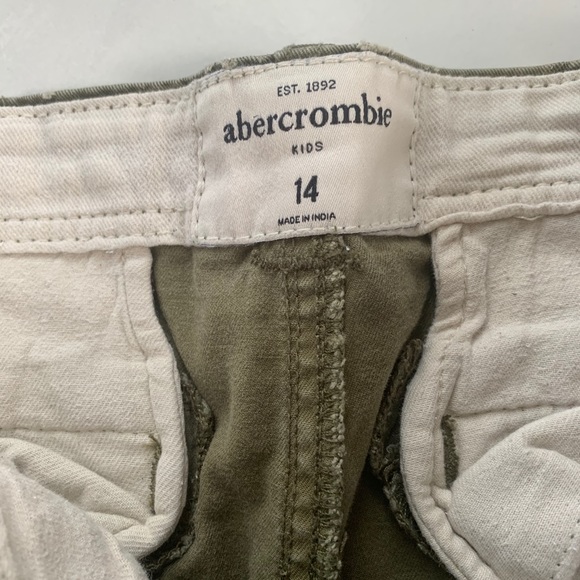 EST. 1892
abercrombie
KIDS
14
MADE IN INDIA